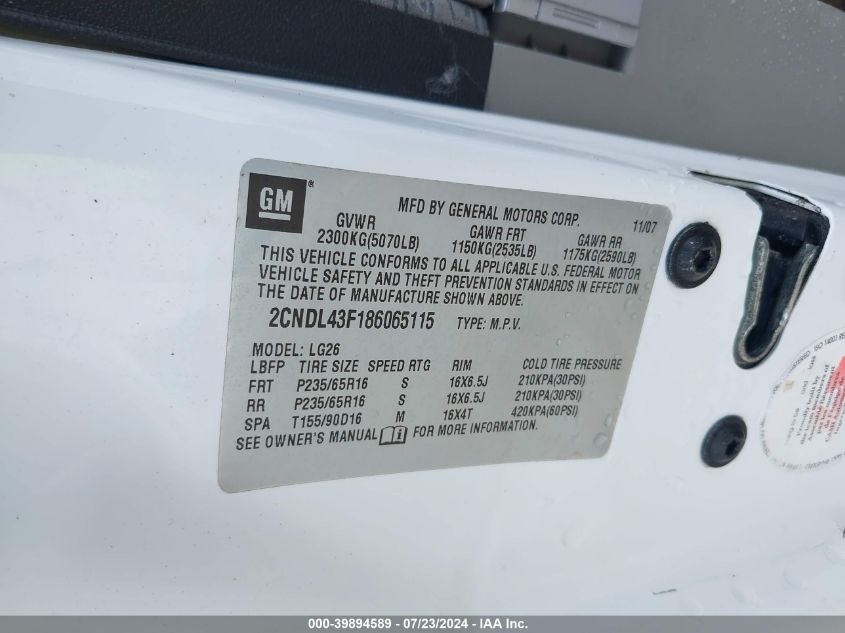 GM®
MFD BY GENERAL MOTORS CORP. 11/07
GVWR GAWR FRT GAWR RR
2300KG(5070LB) 1150KG(2535LB) 1175KG(2590LB)
THIS VEHICLE CONFORMS TO ALL APPLICABLE U.S. FEDERAL MOTOR
VEHICLE SAFETY AND THEFT PREVENTION STANDARDS IN EFFECT ON
THE DATE OF MANUFACTURE SHOWN ABOVE.
2CNDL43F186065115 TYPE: M.P.V.
MODEL: LG26
LBFP TIRE SIZE SPEED RTG RIM COLD TIRE PRESSURE
FRT P235/65R16 S 16X6.5J 210KPA(30PSI)
RR P235/65R16 S 16X6.5J 210KPA(30PSI)
SPA T155/90D16 M 16X4T 420KPA(60PSI)
SEE OWNER'S MANUAL FOR MORE INFORMATION.
000-39894589 - 07/23/2024 - IAA Inc.